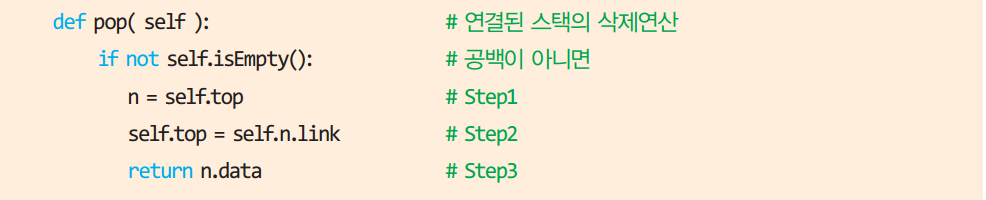 def pop( self ): # 연결된 스택의 삭제연산
if not self.isEmpty(): # 공백이 아니면
n = self.top # Step1
self.top = self.n.link # Step2
return n.data # Step3